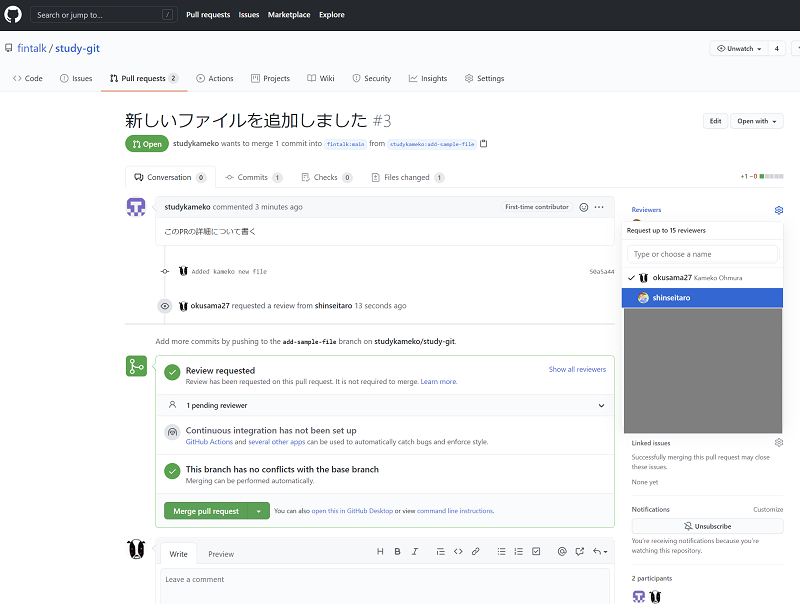 Search or jump to... /
Pull requests Issues Marketplace Explore
fintalk / study-git
Unwatch 4
Code Issues Pull requests 2 Actions Projects Wiki Security Insights Settings
新しいファイルを追加しました #3
Edit Open with
Open studykameko wants to merge 1 commit into fintalk:main from studykameko:add-sample-file
Conversation 0 Commits 1 Checks 0 Files changed 1
+1 −0
studykameko commented 3 minutes ago First-time contributor
このPRの詳細について書く
Added kameko new file 50a5a44
okusama27 requested a review from shinseitaro 13 seconds ago
Add more commits by pushing to the add-sample-file branch on studykameko/study-git.
Review requested Show all reviewers
Review has been requested on this pull request. It is not required to merge. Learn more.
1 pending reviewer
Continuous integration has not been set up
GitHub Actions and several other apps can be used to automatically catch bugs and enforce style.
This branch has no conflicts with the base branch
Merging can be performed automatically.
Merge pull request You can also open this in GitHub Desktop or view command line instructions.
Write Preview
H B I
Leave a comment
Reviewers
Request up to 15 reviewers
Type or choose a name
okusama27 Kameko Ohmura
shinseitaro
Linked issues
Successfully merging this pull request may close
these issues.
None yet
Notifications Customize
Unsubscribe
You're receiving notifications because you're
watching this repository.
2 participants